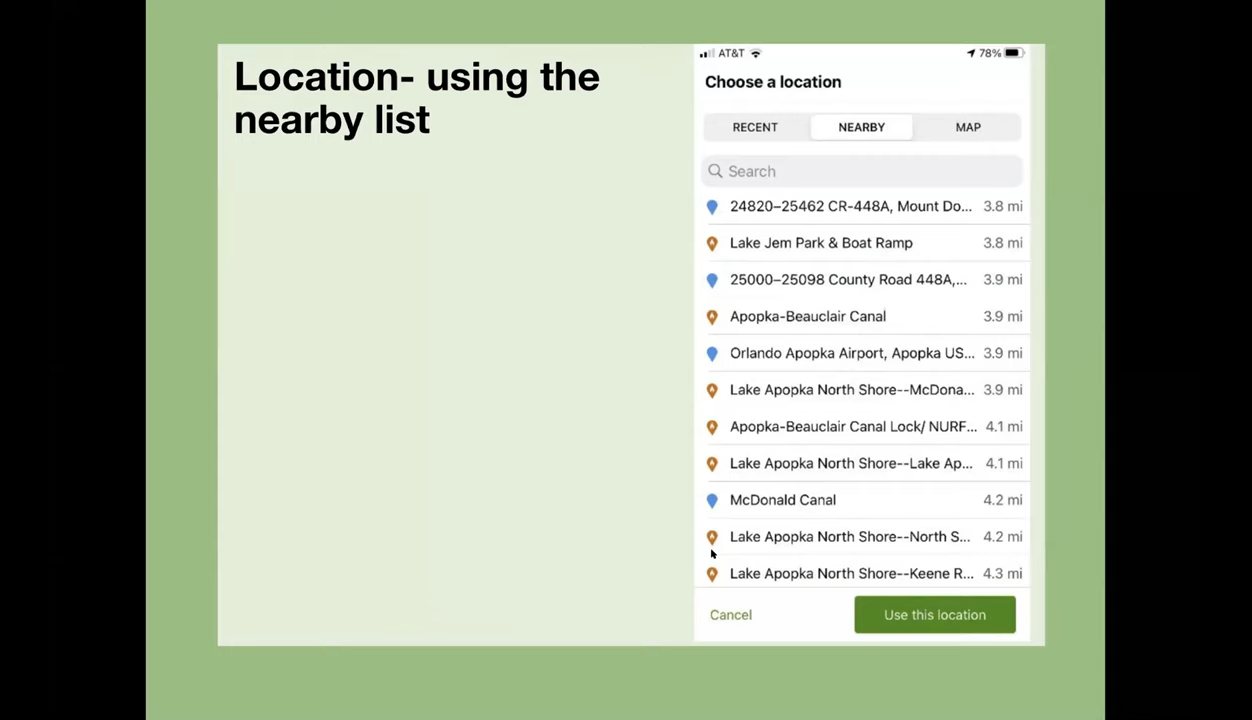 Location- using the
nearby list
AT&T
78%
Choose a location
RECENT NEARBY MAP
Search
24820–25462 CR-448A, Mount Do... 3.8 mi
Lake Jem Park & Boat Ramp 3.8 mi
25000–25098 County Road 448A,... 3.9 mi
Apopka-Beauclair Canal 3.9 mi
Orlando Apopka Airport, Apopka US... 3.9 mi
Lake Apopka North Shore--McDona... 3.9 mi
Apopka-Beauclair Canal Lock/ NURF... 4.1 mi
Lake Apopka North Shore--Lake Ap... 4.1 mi
McDonald Canal 4.2 mi
Lake Apopka North Shore--North S... 4.2 mi
Lake Apopka North Shore--Keene R... 4.3 mi
Cancel Use this location